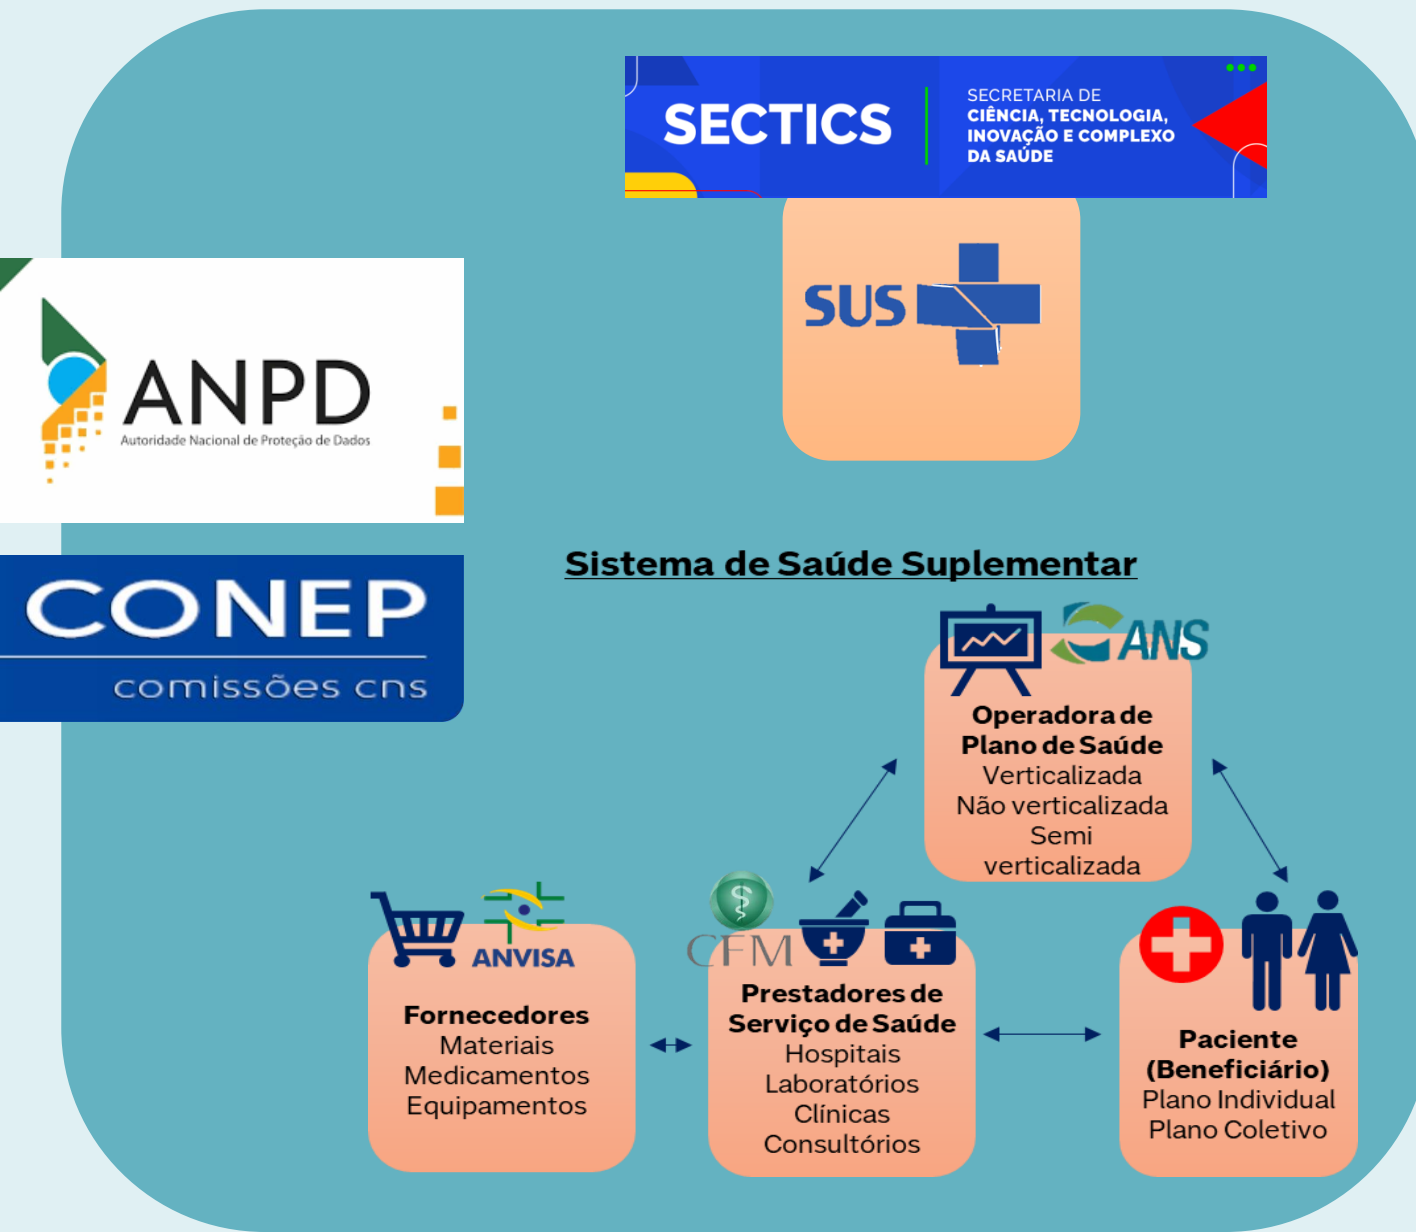 SECTICS
SECRETARIA DE
CIÊNCIA, TECNOLOGIA,
INOVAÇÃO E COMPLEXO
DA SAÚDE
SUS
ANPD
Autoridade Nacional de Proteção de Dados
CONEP
comissões cns
Sistema de Saúde Suplementar
ANS
Operadora de
Plano de Saúde
Verticalizada
Não verticalizada
Semi
verticalizada
ANVISA
Fornecedores
Materiais
Medicamentos
Equipamentos
CFM
Prestadores de
Serviço de Saúde
Hospitais
Laboratórios
Clínicas
Consultórios
Paciente
(Beneficiário)
Plano Individual
Plano Coletivo